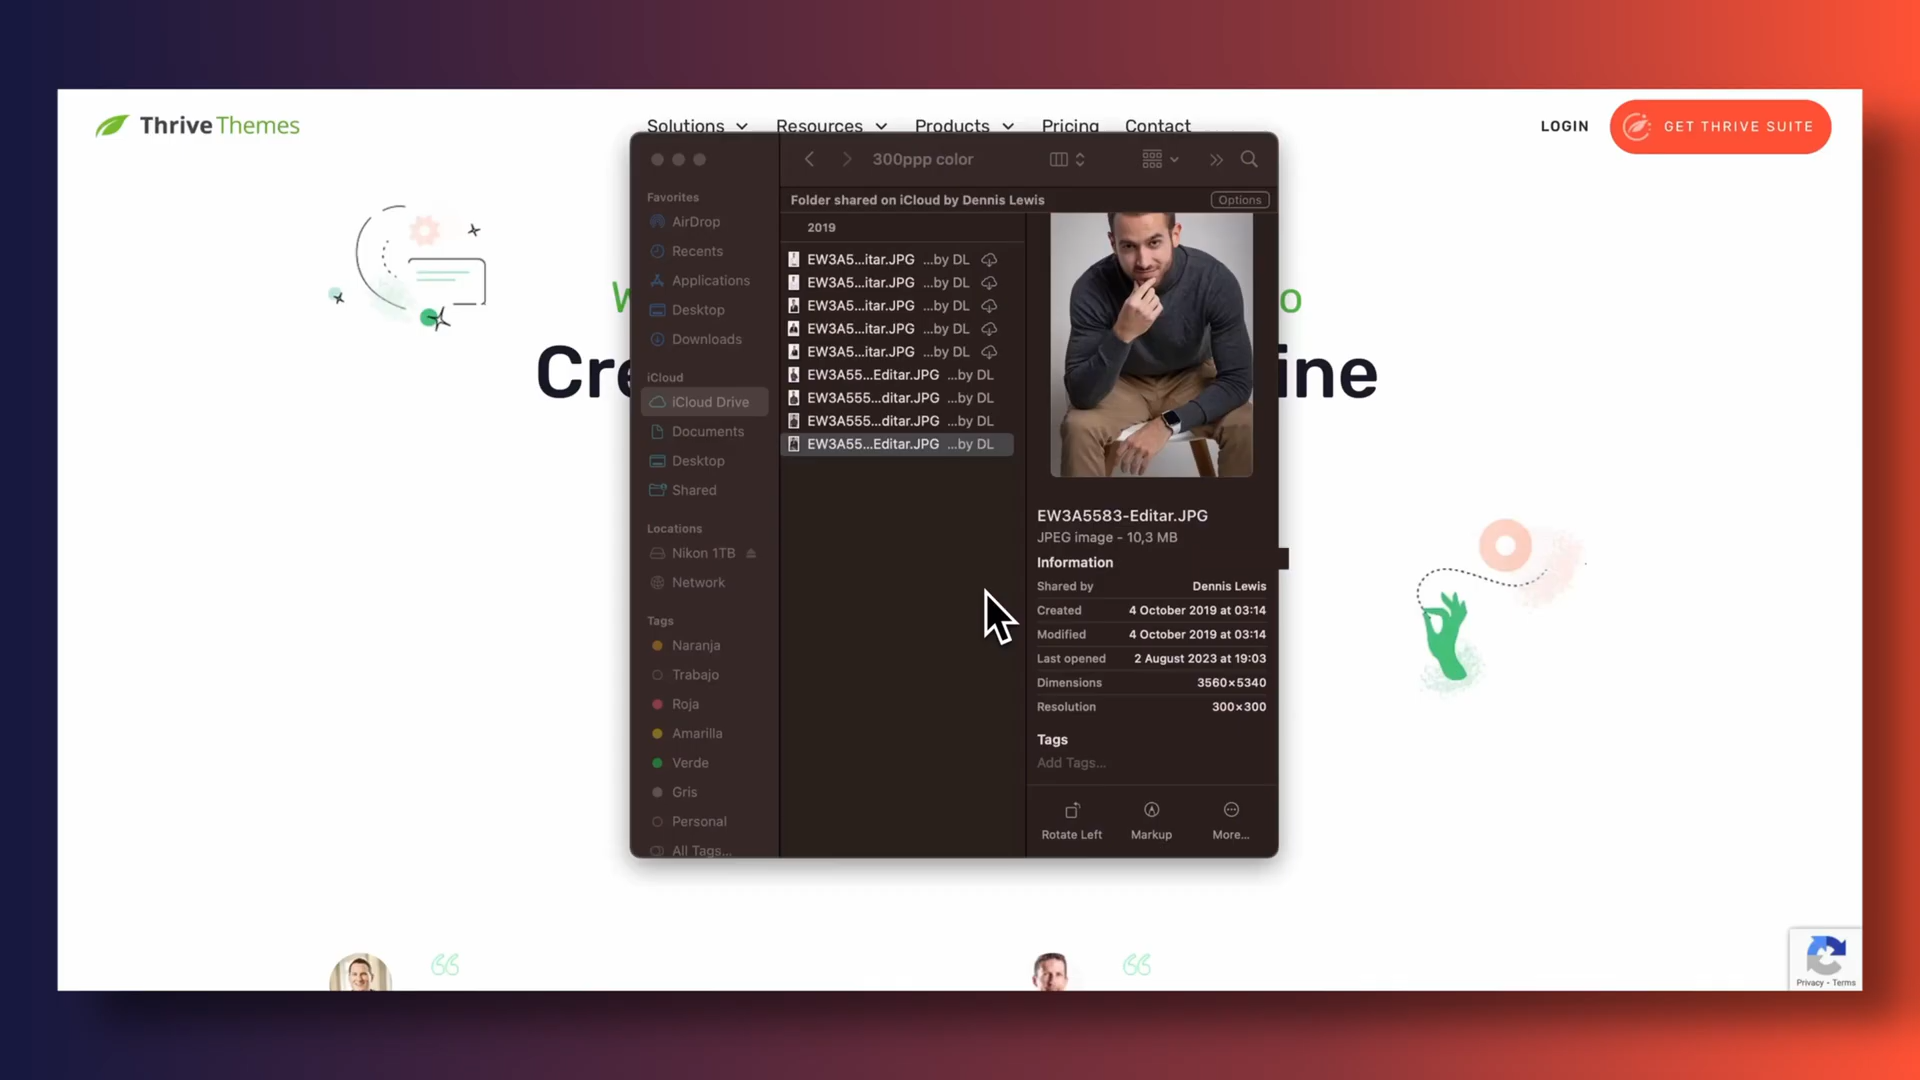 Thrive Themes
Solutions
Resources
Products
Pricing
Contact
LOGIN
GET THRIVE SUITE
300ppp color
Folder shared on iCloud by Dennis Lewis
Options
Favorites
AirDrop
Recents
Applications
Desktop
Downloads
iCloud
iCloud Drive
Documents
Desktop
Shared
Locations
Nikon 1TB
Network
Tags
Naranja
Trabajo
Roja
Amarilla
Verde
Gris
Personal
All Tags...
2019
EW3A5...itar.JPG ...by DL
EW3A5...itar.JPG ...by DL
EW3A5...itar.JPG ...by DL
EW3A5...itar.JPG ...by DL
EW3A5...itar.JPG ...by DL
EW3A55...Editar.JPG ...by DL
EW3A555...ditar.JPG ...by DL
EW3A555...ditar.JPG ...by DL
EW3A55...Editar.JPG ...by DL
EW3A5583-Editar.JPG
JPEG image - 10,3 MB
Information
Shared by Dennis Lewis
Created 4 October 2019 at 03:14
Modified 4 October 2019 at 03:14
Last opened 2 August 2023 at 19:03
Dimensions 3560×5340
Resolution 300×300
Tags
Add Tags...
Rotate Left
Markup
More...
Privacy - Terms